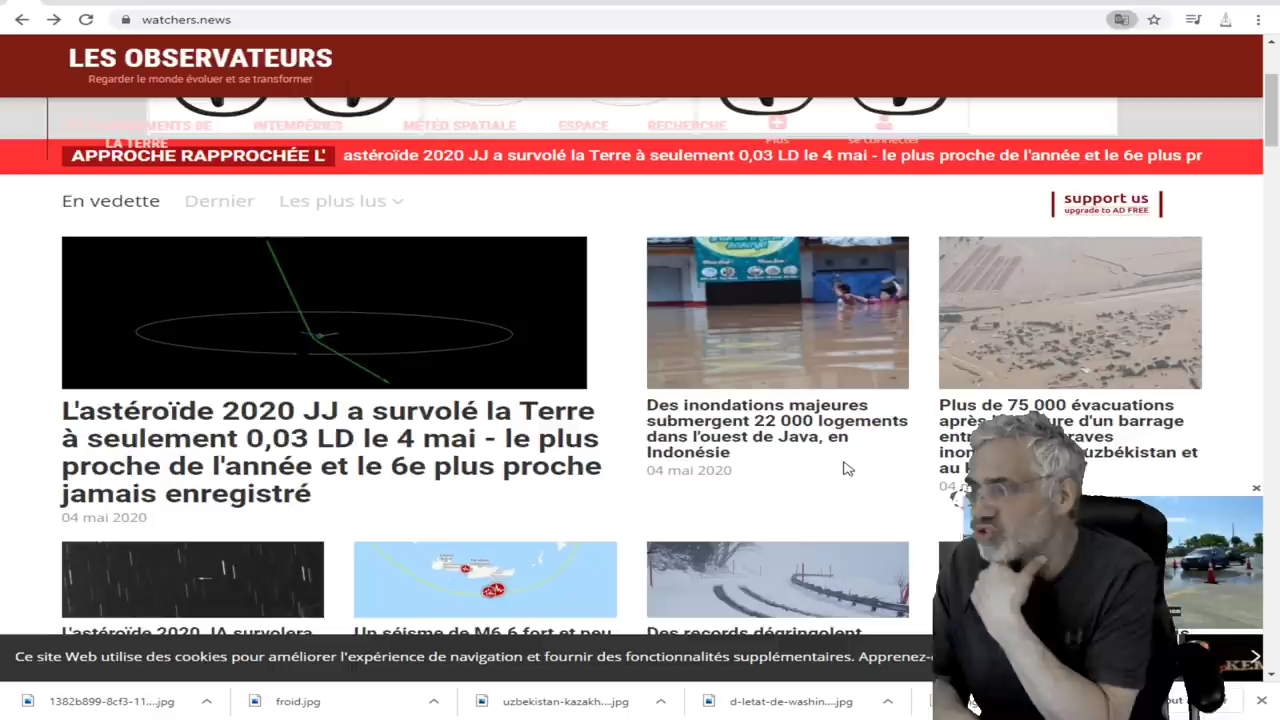 watchers.news
LES OBSERVATEURS
Regarder le monde évoluer et se transformer
DE INTEMPÉRIES MÉTÉO SPATIALE ESPACE RECHERCHE
LA TERRE Plus se connecter
APPROCHE RAPPROCHÉE L' astéroïde 2020 JJ a survolé la Terre à seulement 0,03 LD le 4 mai - le plus proche de l'année et le 6e plus pr
En vedette Dernier Les plus lus
support us
upgrade to AD FREE
L'astéroïde 2020 JJ a survolé la Terre
à seulement 0,03 LD le 4 mai - le plus
proche de l'année et le 6e plus proche
jamais enregistré
04 mai 2020
Des inondations majeures
submergent 22 000 logements
dans l'ouest de Java, en
Indonésie
04 mai 2020
Plus de 75 000 évacuations
d'un barrage
uzbékistan et
au
L'astéroïde 2020 JA survolera
Un séisme de M6.6 fort et peu
Des records dégringolent
Ce site Web utilise des cookies pour améliorer l'expérience de navigation et fournir des fonctionnalités supplémentaires. Apprenez-
1382b899-8cf3-11....jpg
froid.jpg
uzbekistan-kazakh....jpg
d-letat-de-washin....jpg